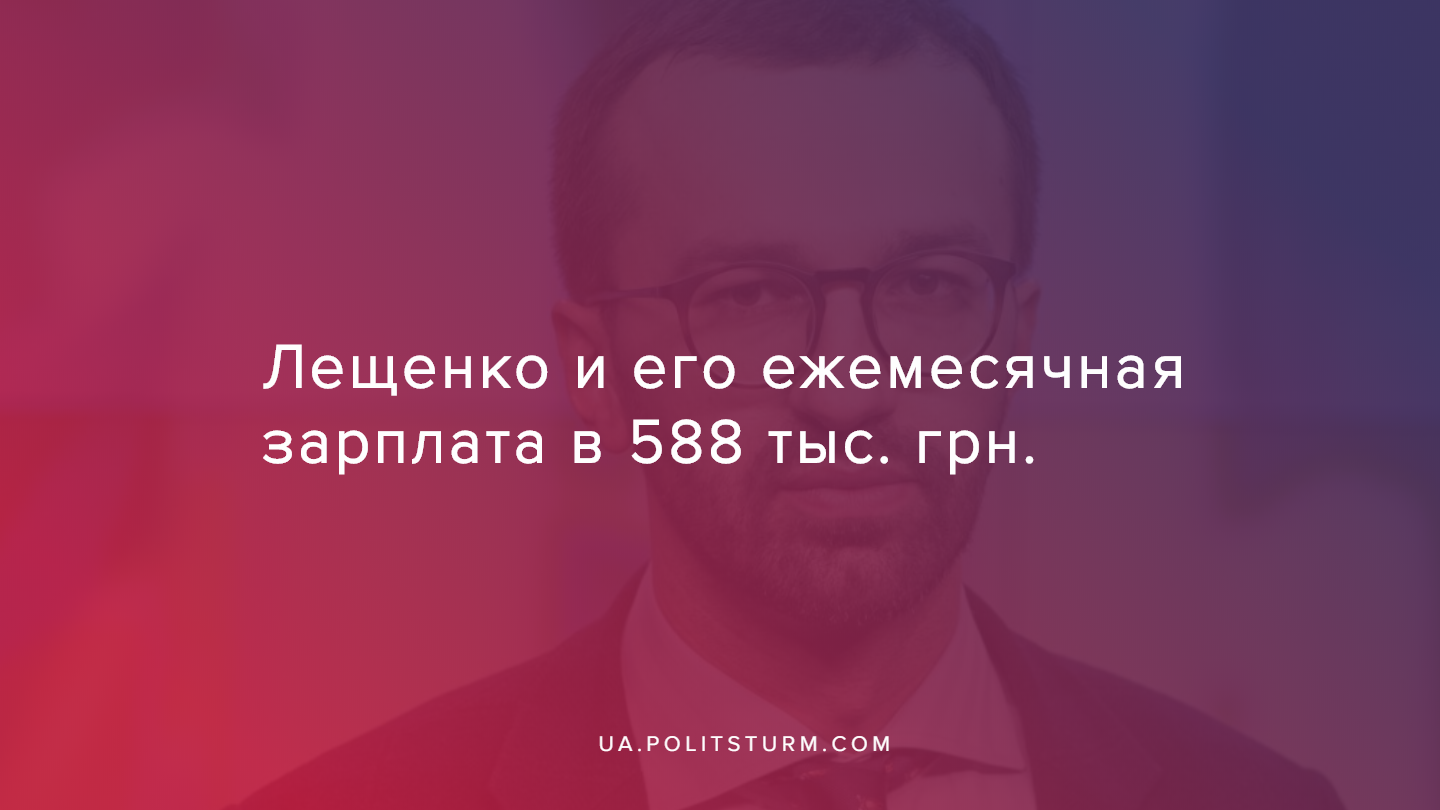 Лещенко и его ежемесячная
зарплата в 588 тыс. грн.
UA.POLITSTURM.COM